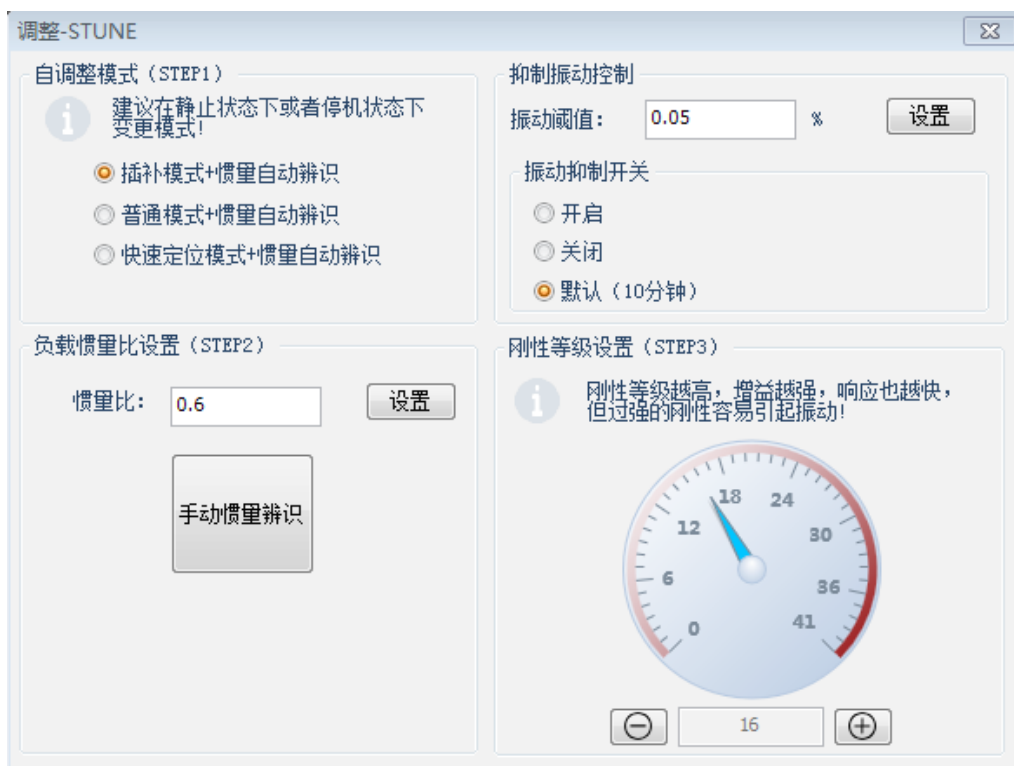 调整-STUNE
自调整模式（STEP1）
建议在静止状态下或者停机状态下
变更模式!
插补模式+惯量自动辨识
普通模式+惯量自动辨识
快速定位模式+惯量自动辨识
抑制振动控制
振动阈值： 0.05 % 设置
振动抑制开关
开启
关闭
默认（10分钟）
负载惯量比设置（STEP2）
惯量比： 0.6 设置
手动惯量辨识
刚性等级设置（STEP3）
刚性等级越高，增益越强，响应也越快，
但过强的刚性容易引起振动!
0 6 12 18 24 30 36 41
16